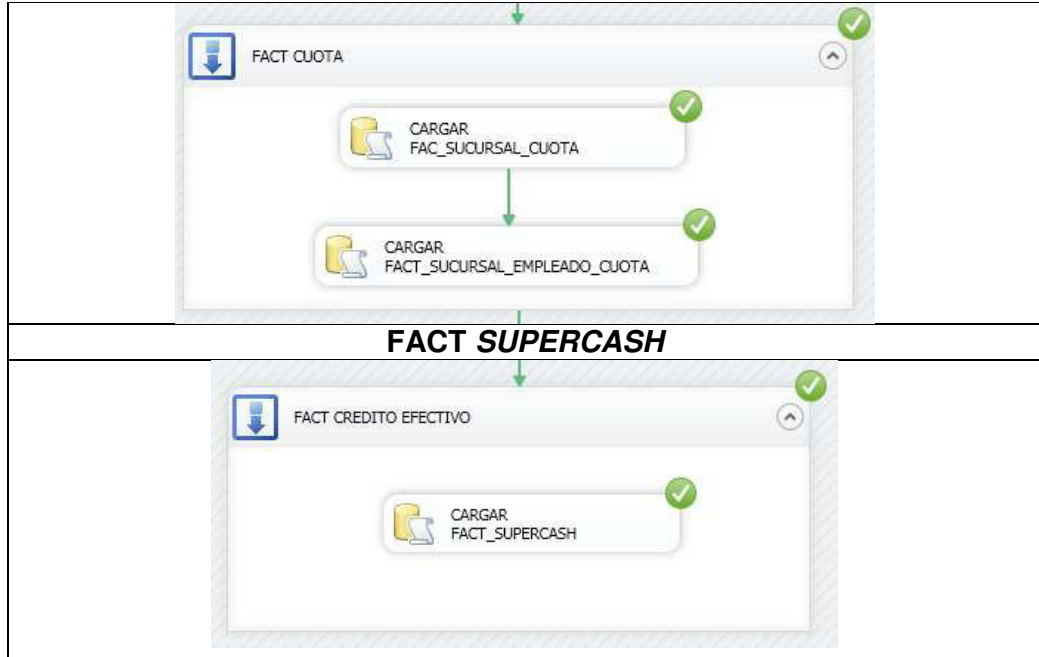 FACT CUOTA
CARGAR
FAC_SUCURSAL_CUOTA
CARGAR
FACT_SUCURSAL_EMPLEADO_CUOTA
FACT SUPERCASH
FACT CREDITO EFECTIVO
CARGAR
FACT_SUPERCASH